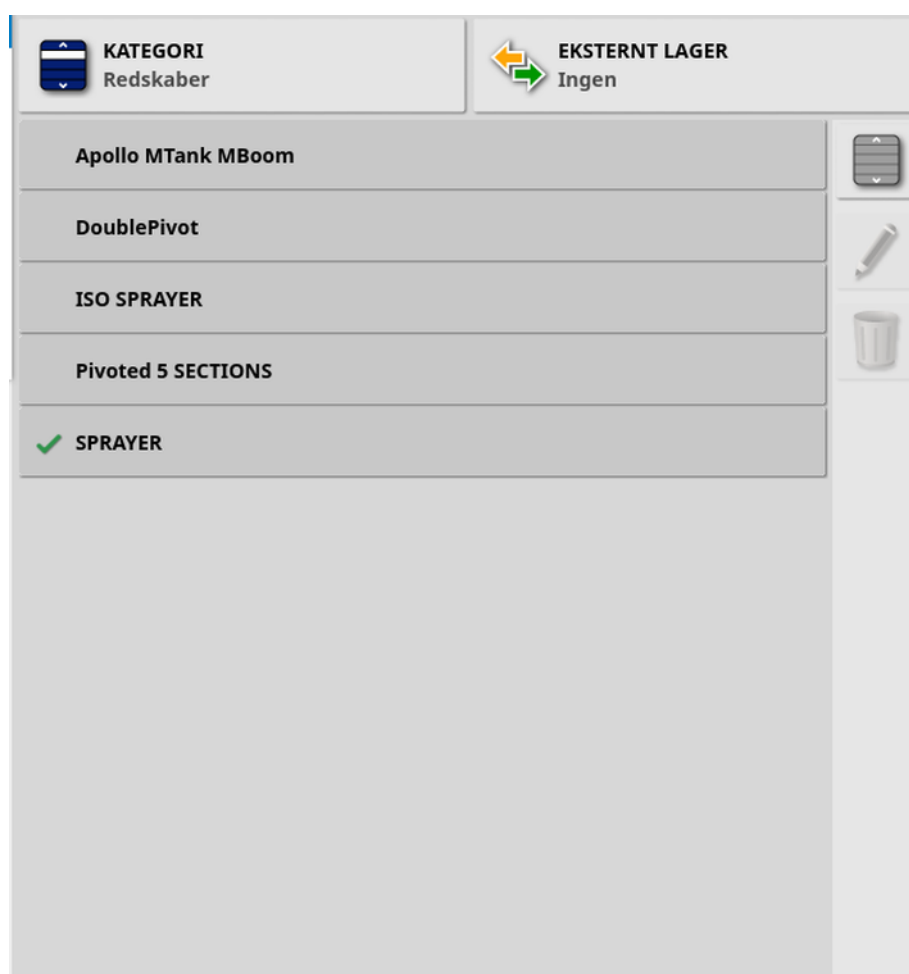 KATEGORI
Redskaber
EKSTERNT LAGER
Ingen
Apollo MTank MBoom
DoublePivot
ISO SPRAYER
Pivoted 5 SECTIONS
SPRAYER